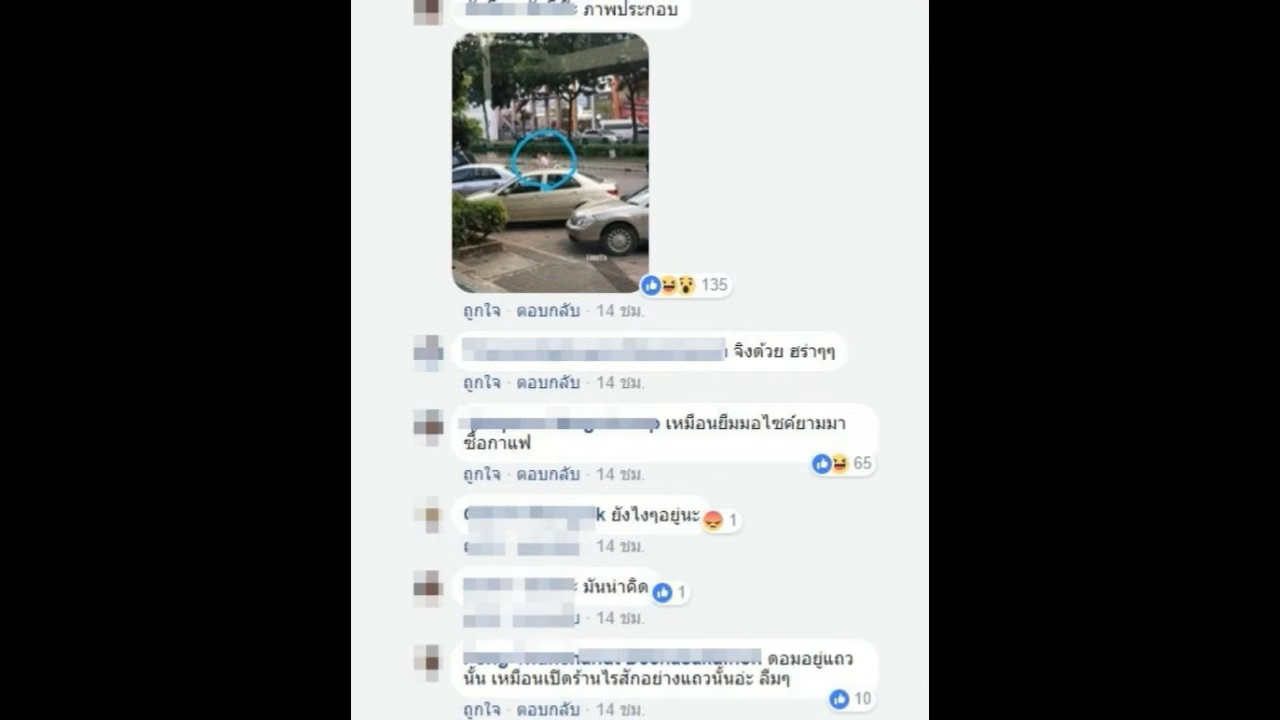 ภาพประกอบ
135
ถูกใจ · ตอบกลับ · 14 ชม.
จิงด้วย ฮร่าๆๆ
ถูกใจ · ตอบกลับ · 14 ชม.
เหมือนยืมมอไซค์ยามมา
ซื้อกาแฟ
65
ถูกใจ · ตอบกลับ · 14 ชม.
ยังไงๆอยู่นะ
1
14 ชม.
มันน่าคิด
1
14 ชม.
ดอมอยู่แถว
นั้น เหมือนเปิดร้านไรสักอย่างแถวนั้นอ่ะ ลืมๆ
10
ถูกใจ · ตอบกลับ · 14 ชม.